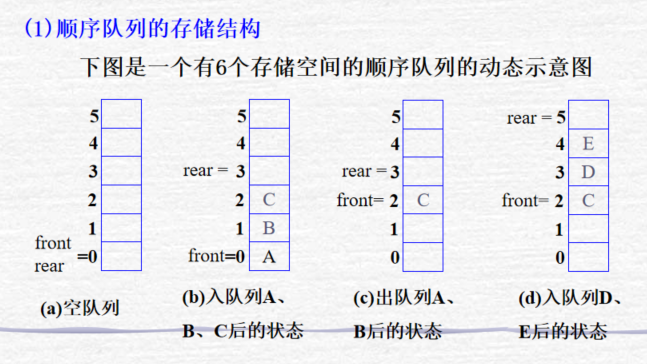 (1)顺序队列的存储结构
下图是一个有6个存储空间的顺序队列的动态示意图
5
4
3
2
1
front
rear
=0
(a)空队列
5
4
rear = 3
2 C
1 B
front=0 A
(b)入队列A、
B、C后的状态
5
4
rear = 3
front= 2 C
1
0
(c)出队列A、
B后的状态
rear = 5
4 E
3 D
front= 2 C
1
0
(d)入队列D、
E后的状态